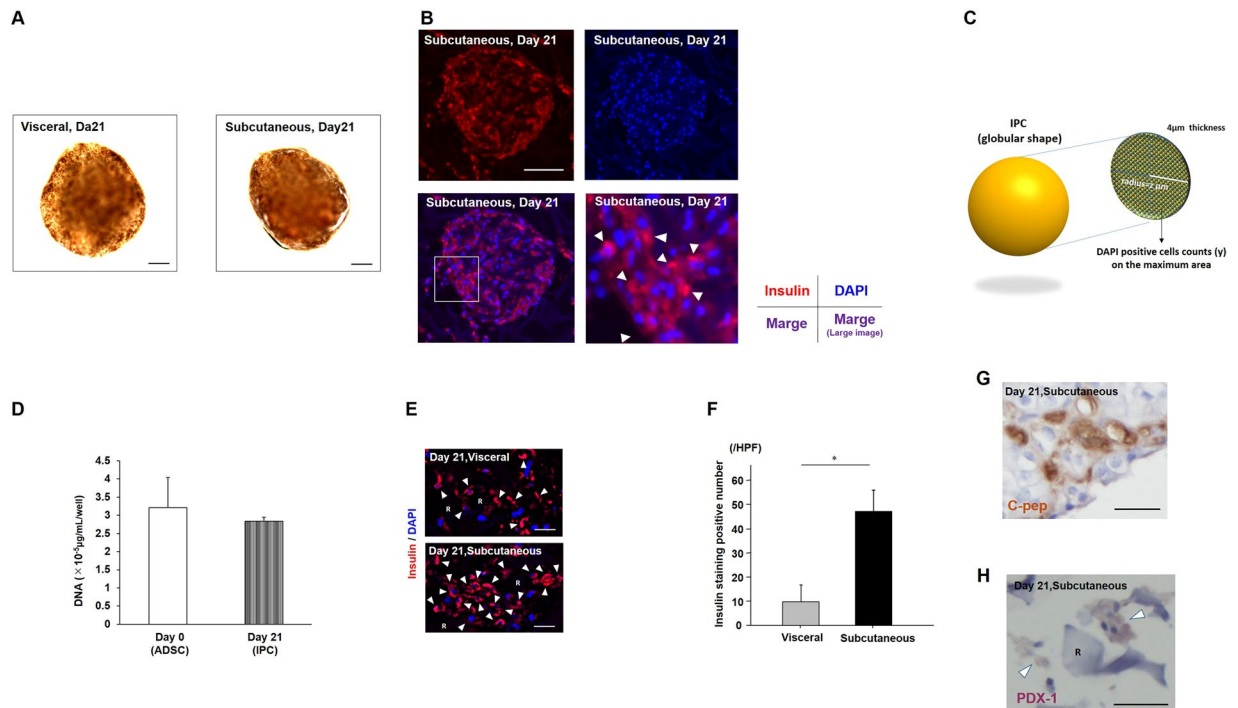 A
Visceral, Da21
Subcutaneous, Day21
B
Subcutaneous, Day 21
Subcutaneous, Day 21
Subcutaneous, Day 21
Subcutaneous, Day 21
Insulin
DAPI
Marge
Marge
(Large image)
C
IPC
(globular shape)
4μm thickness
radius=z μm
DAPI positive cells counts (y)
on the maximum area
D
DNA (×10⁻⁵μg/mL/well)
4.5
4
3.5
3
2.5
2
1.5
1
0.5
0
Day 0
(ADSC)
Day 21
(IPC)
E
Insulin / DAPI
Day 21,Visceral
R
R
Day 21,Subcutaneous
R
R
F
(/HPF)
Insulin staining positive number
60
50
40
30
20
10
0
*
Visceral
Subcutaneous
G
Day 21,Subcutaneous
C-pep
H
Day 21,Subcutaneous
R
PDX-1